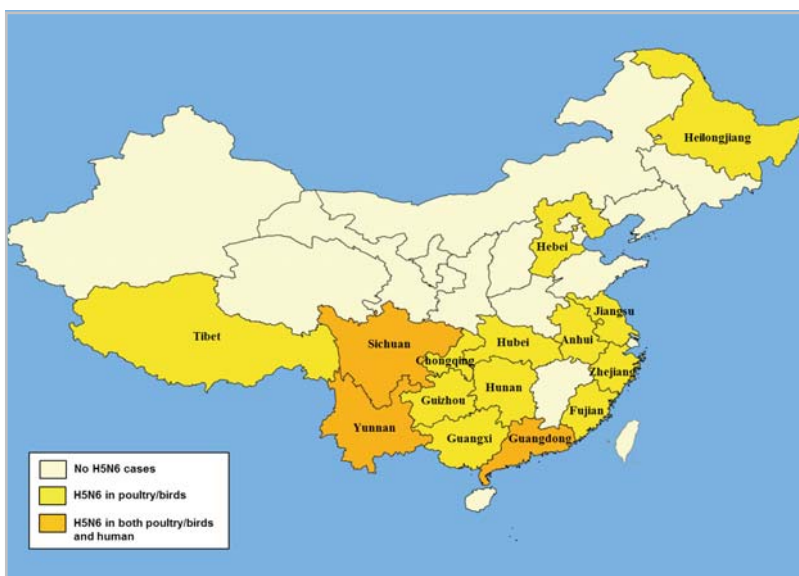 Heilongjiang
Hebei
Jiangsu
Tibet
Sichuan
Hubei
Anhui
Chongqing
Zhejiang
Hunan
Guizhou
Fujian
Yunnan
Guangxi
Guangdong
No H5N6 cases
H5N6 in poultry/birds
H5N6 in both poultry/birds
and human